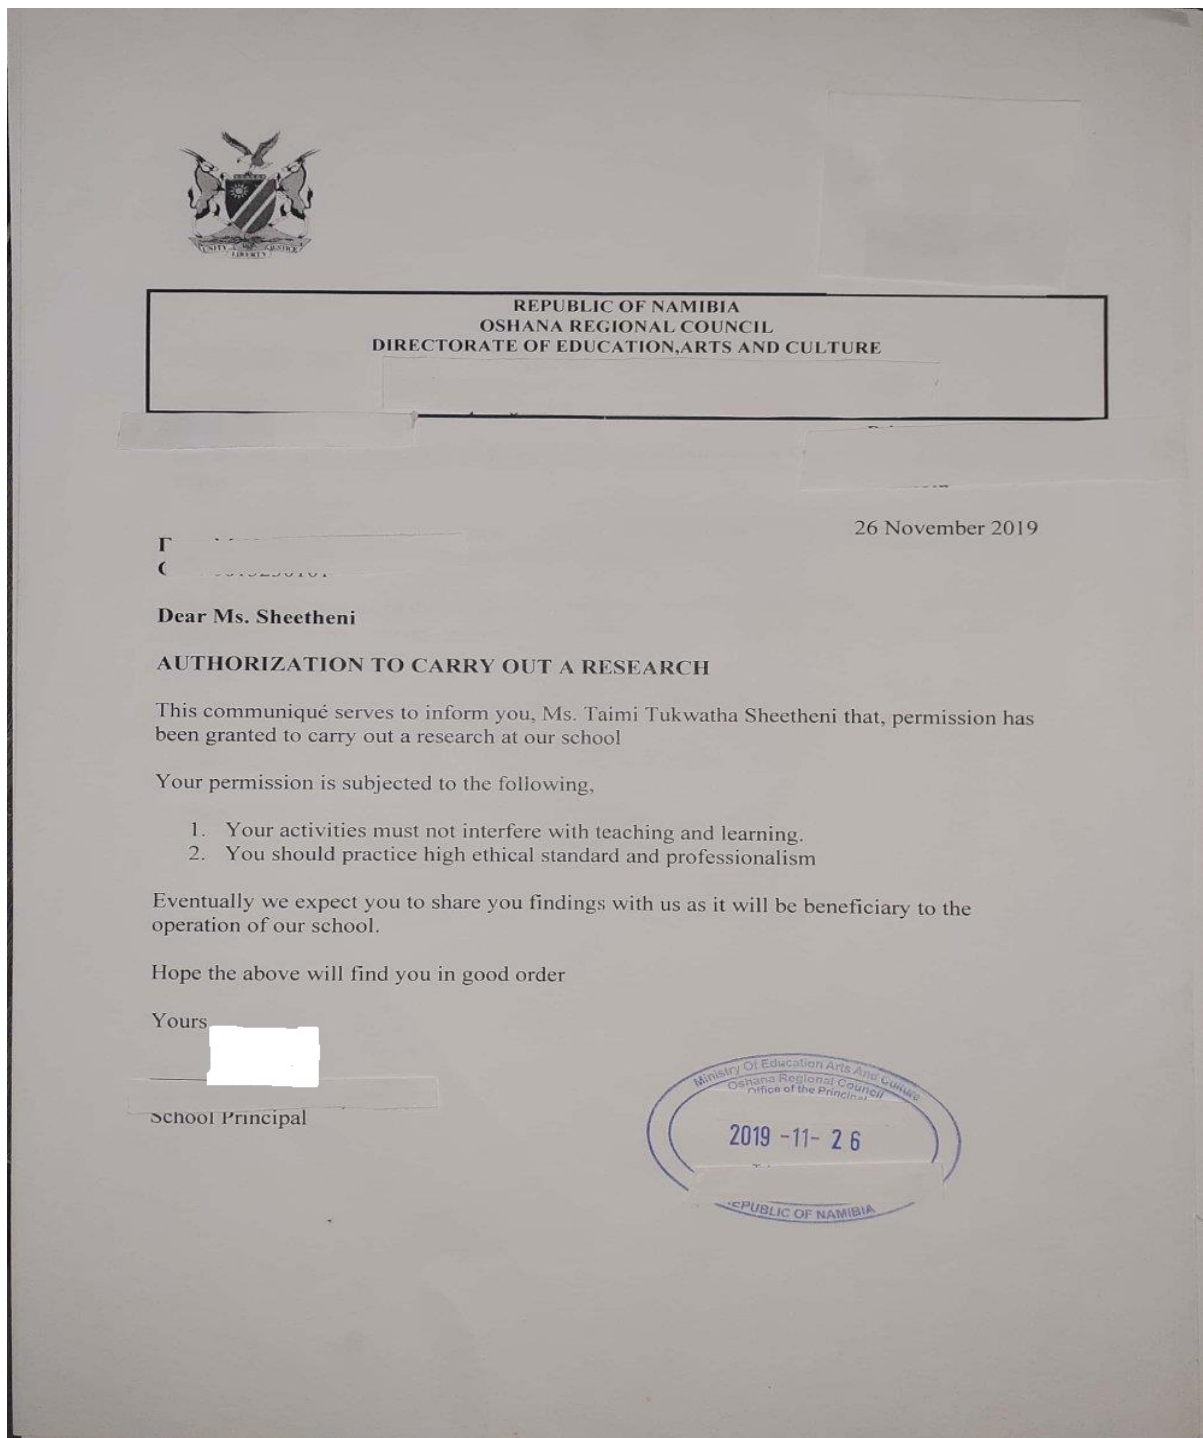 UNITY LIBERTY JUSTICE
REPUBLIC OF NAMIBIA
OSHANA REGIONAL COUNCIL
DIRECTORATE OF EDUCATION,ARTS AND CULTURE
26 November 2019
Dear Ms. Sheetheni
AUTHORIZATION TO CARRY OUT A RESEARCH
This communiqué serves to inform you, Ms. Taimi Tukwatha Sheetheni that, permission has
been granted to carry out a research at our school
Your permission is subjected to the following,
1. Your activities must not interfere with teaching and learning.
2. You should practice high ethical standard and professionalism
Eventually we expect you to share you findings with us as it will be beneficiary to the
operation of our school.
Hope the above will find you in good order
Yours
School Principal
Ministry Of Education Arts And Culture
Oshana Regional Council
Office of the Principal
2019 -11- 26
REPUBLIC OF NAMIBIA